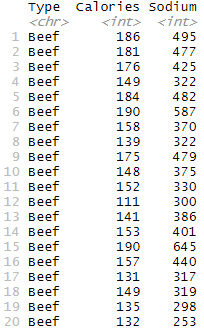 Type Calories Sodium
<chr> <int> <int>
1 Beef 186 495
2 Beef 181 477
3 Beef 176 425
4 Beef 149 322
5 Beef 184 482
6 Beef 190 587
7 Beef 158 370
8 Beef 139 322
9 Beef 175 479
10 Beef 148 375
11 Beef 152 330
12 Beef 111 300
13 Beef 141 386
14 Beef 153 401
15 Beef 190 645
16 Beef 157 440
17 Beef 131 317
18 Beef 149 319
19 Beef 135 298
20 Beef 132 253